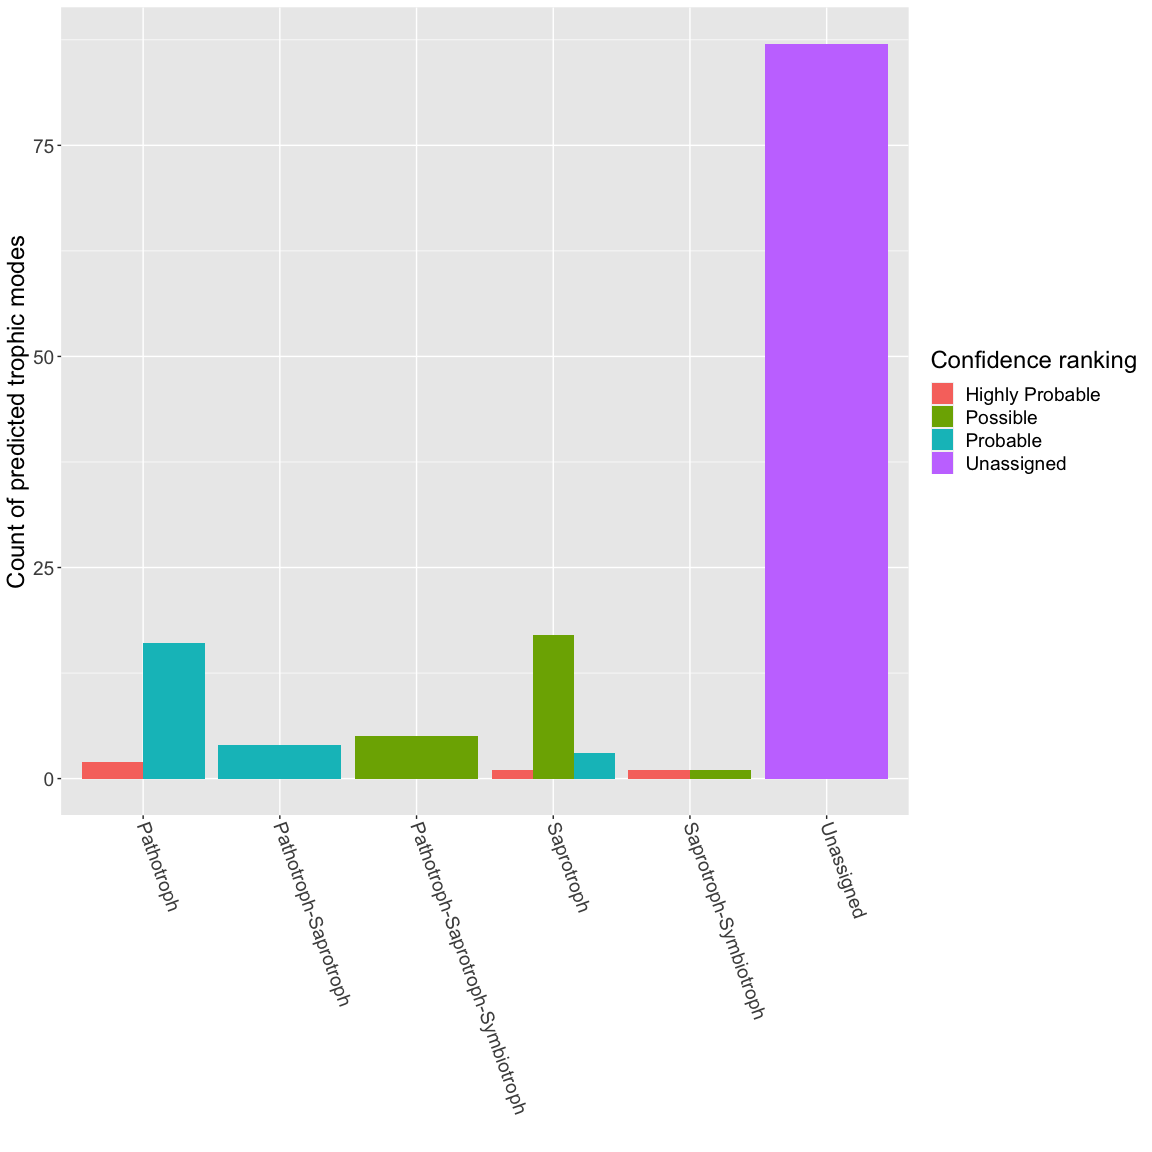 Count of predicted trophic modes
75
50
25
0
Pathotroph
Pathotroph-Saprotroph
Pathotroph-Saprotroph-Symbiotroph
Saprotroph
Saprotroph-Symbiotroph
Unassigned
Confidence ranking
Highly Probable
Possible
Probable
Unassigned